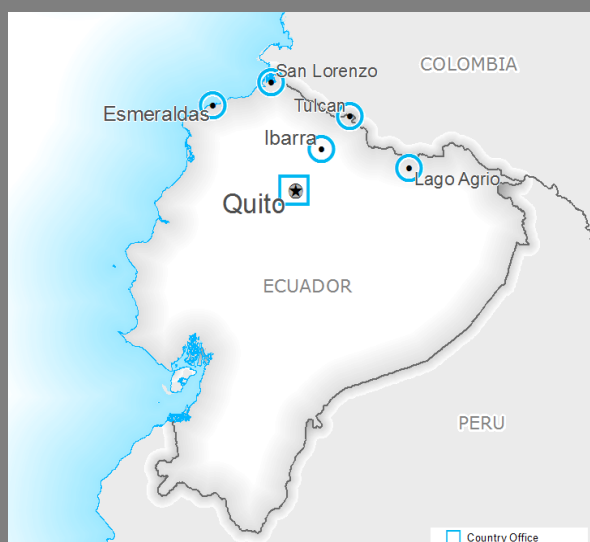 COLOMBIA
San Lorenzo
Esmeraldas
Tulcan
Ibarra
Lago Agrio
Quito
ECUADOR
PERU
Country Office